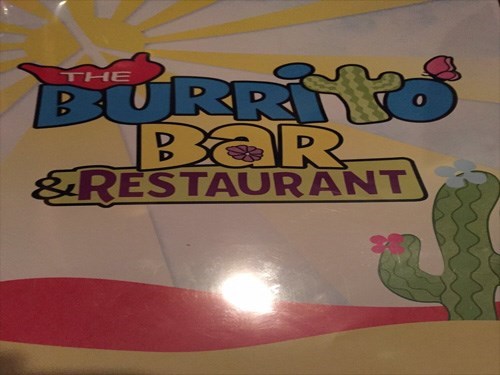 THE
BURRITO
BAR
& RESTAURANT